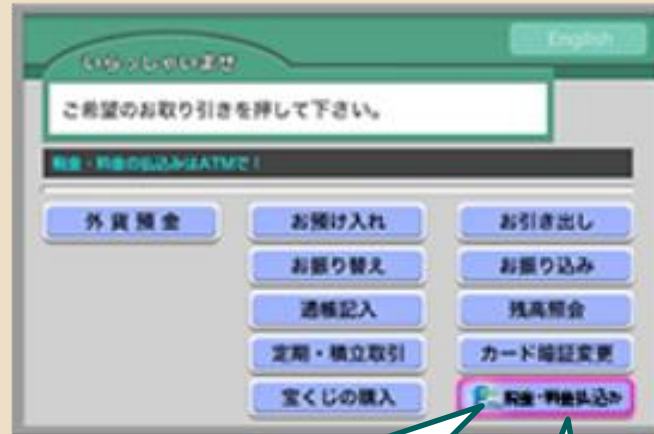 English
いらっしゃいませ
ご希望のお取り引きを押して下さい。
税金・料金の払込みはATMで！
外貨預金
お預け入れ
お引き出し
お振り替え
お振り込み
通帳記入
残高照会
定期・積立取引
カード暗証変更
宝くじの購入
税金・料金払込み